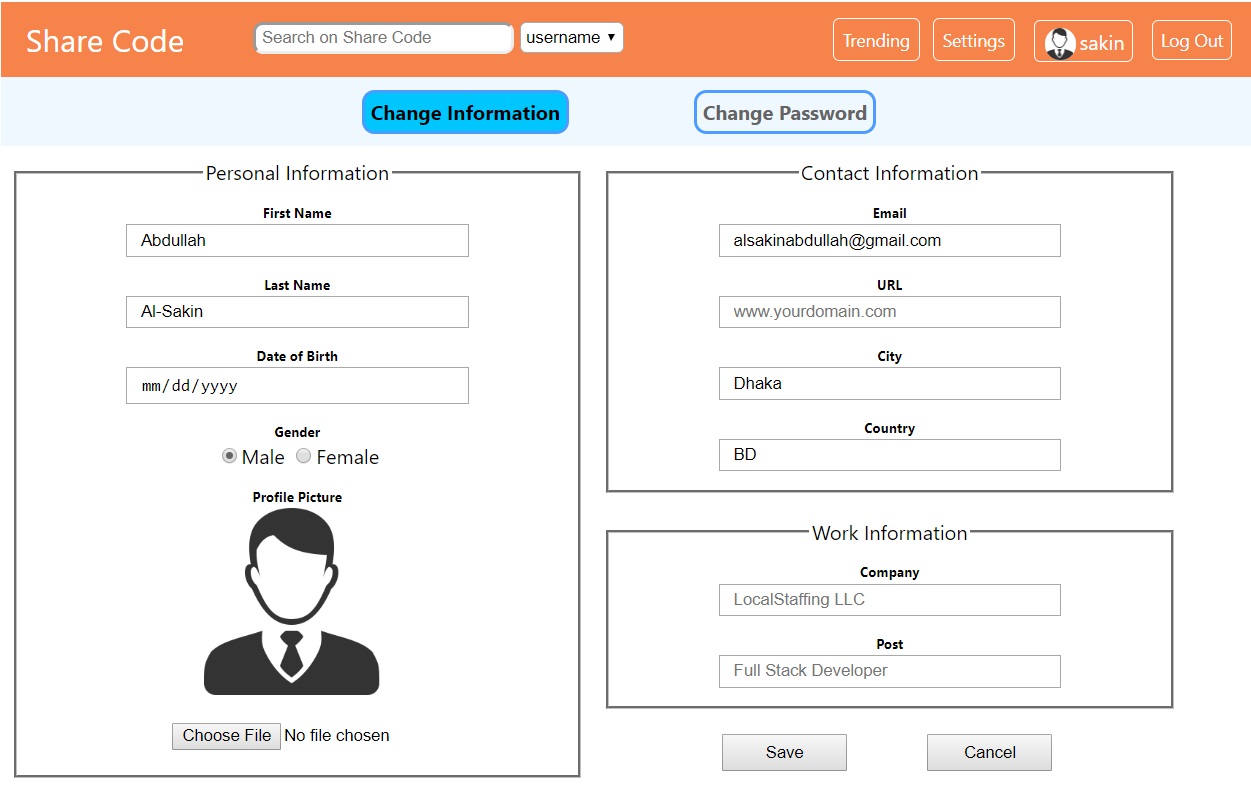 Share Code
Search on Share Code
username
Trending
Settings
sakin
Log Out
Change Information
Change Password
Personal Information
First Name
Abdullah
Last Name
Al-Sakin
Date of Birth
mm/dd/yyyy
Gender
Male Female
Profile Picture
Choose File No file chosen
Contact Information
Email
alsakinabdullah@gmail.com
URL
www.yourdomain.com
City
Dhaka
Country
BD
Work Information
Company
LocalStaffing LLC
Post
Full Stack Developer
Save
Cancel